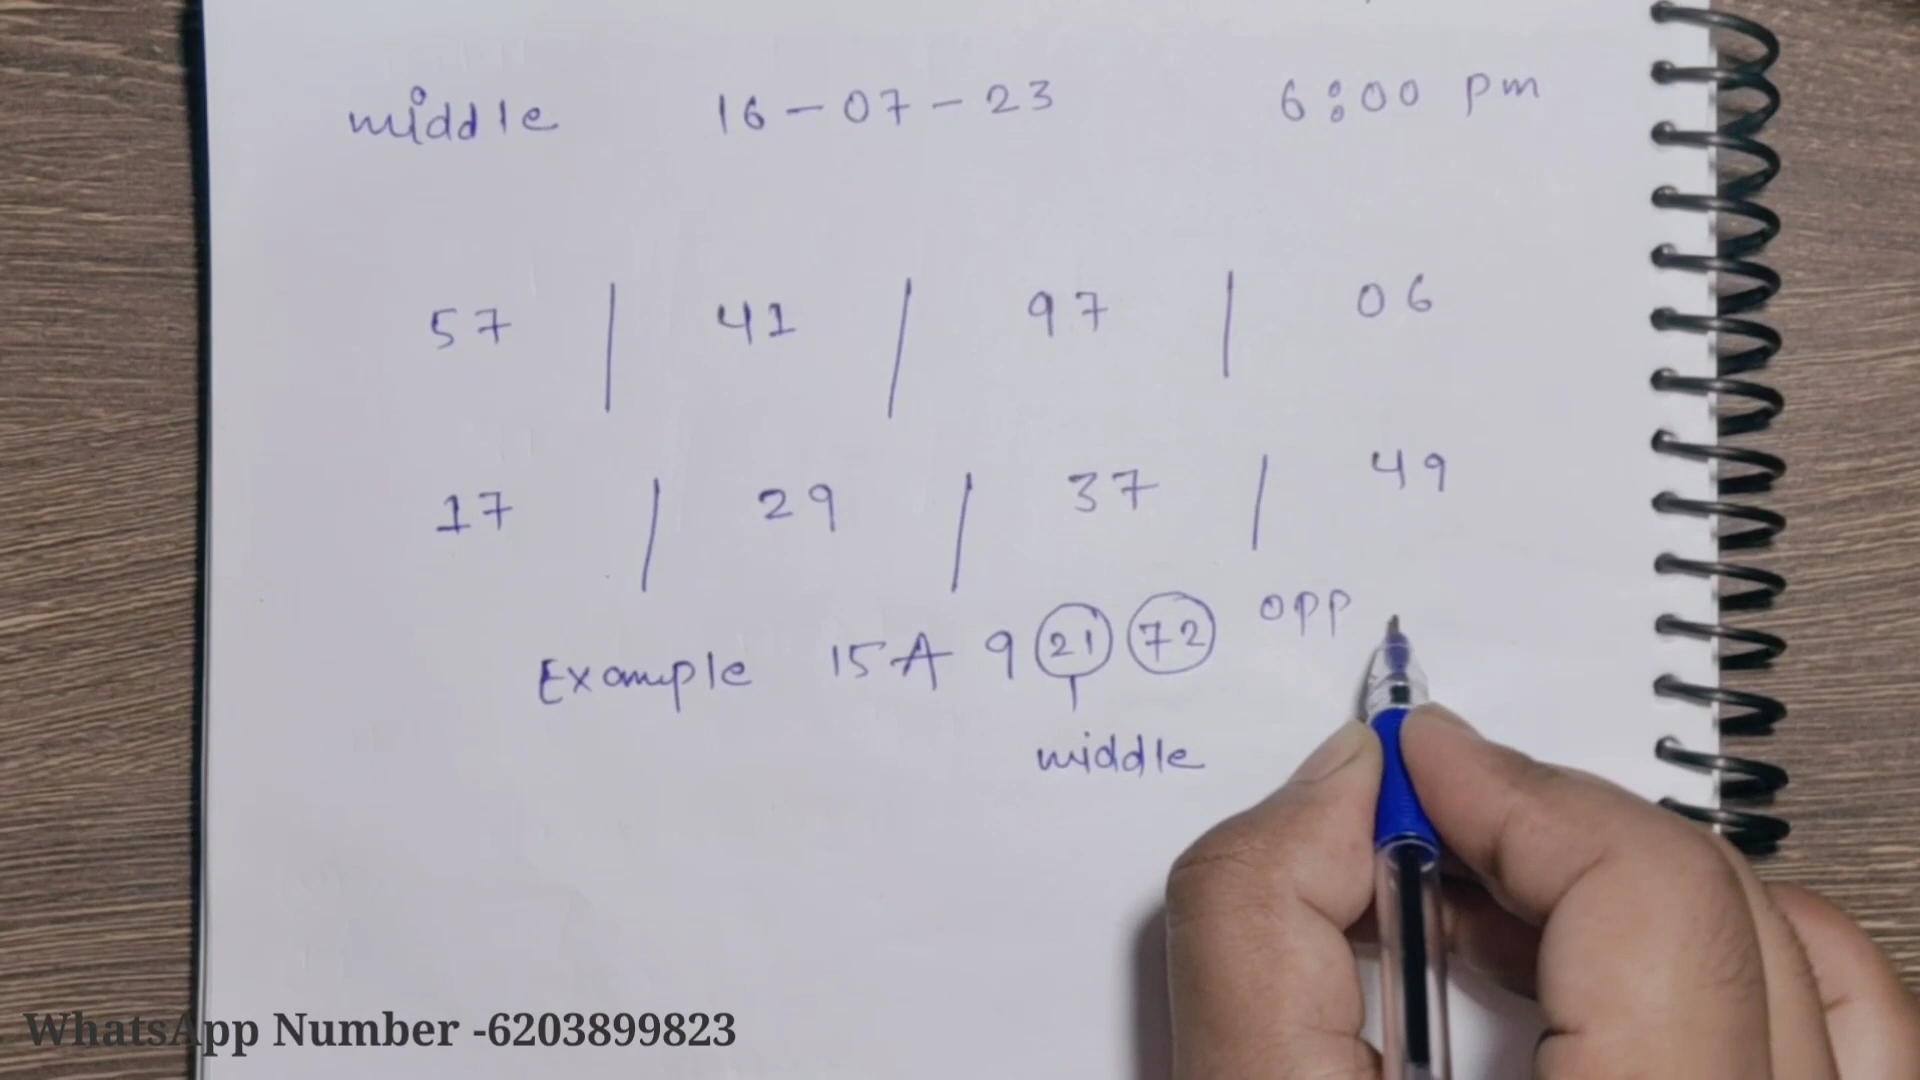 middle 16-07-23 6:00 pm
57 | 41 | 97 | 06
17 | 29 | 37 | 49
Example 15A 9 21 72 opp
middle
WhatsApp Number -6203899823